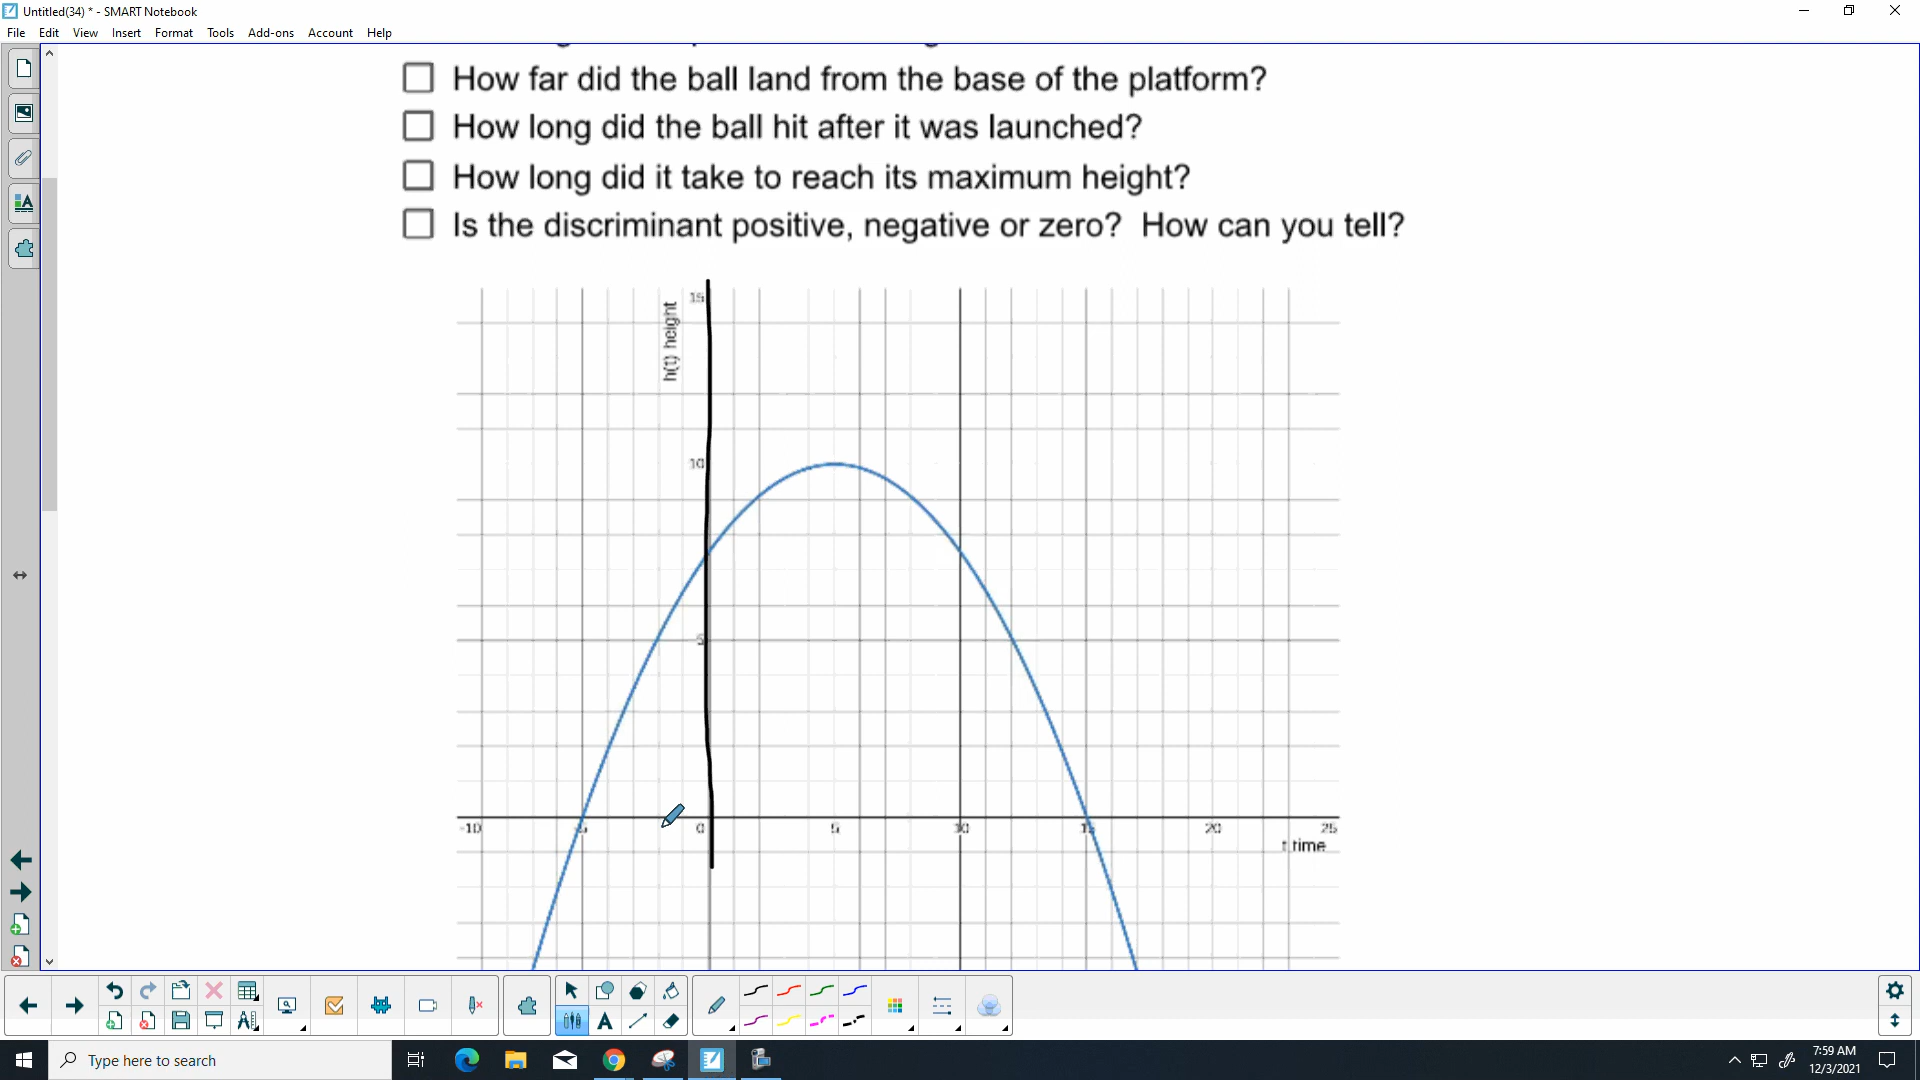 Untitled(34) * - SMART Notebook
File Edit View Insert Format Tools Add-ons Account Help
How far did the ball land from the base of the platform?
How long did the ball hit after it was launched?
How long did it take to reach its maximum height?
Is the discriminant positive, negative or zero? How can you tell?
15
h(t) height
10
5
-10 -5 0 5 10 15 20 25
t time
Type here to search
7:59 AM
12/3/2021